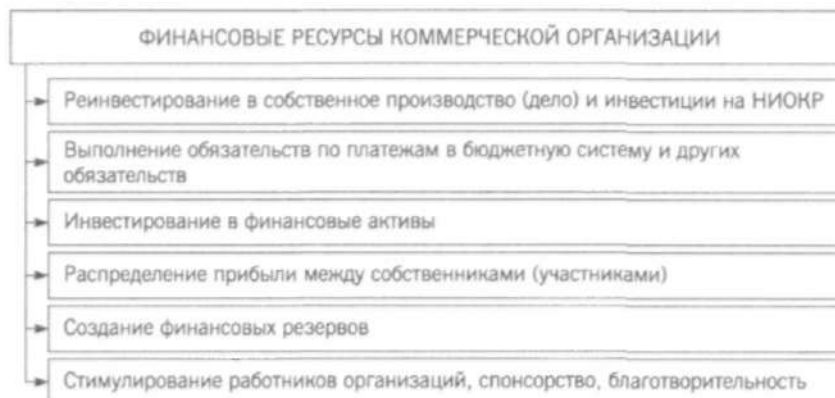 ФИНАНСОВЫЕ РЕСУРСЫ КОММЕРЧЕСКОЙ ОРГАНИЗАЦИИ
Реинвестирование в собственное производство (дело) и инвестиции на НИОКР
Выполнение обязательств по платежам в бюджетную систему и других
обязательств
Инвестирование в финансовые активы
Распределение прибыли между собственниками (участниками)
Создание финансовых резервов
Стимулирование работников организаций, спонсорство, благотворительность